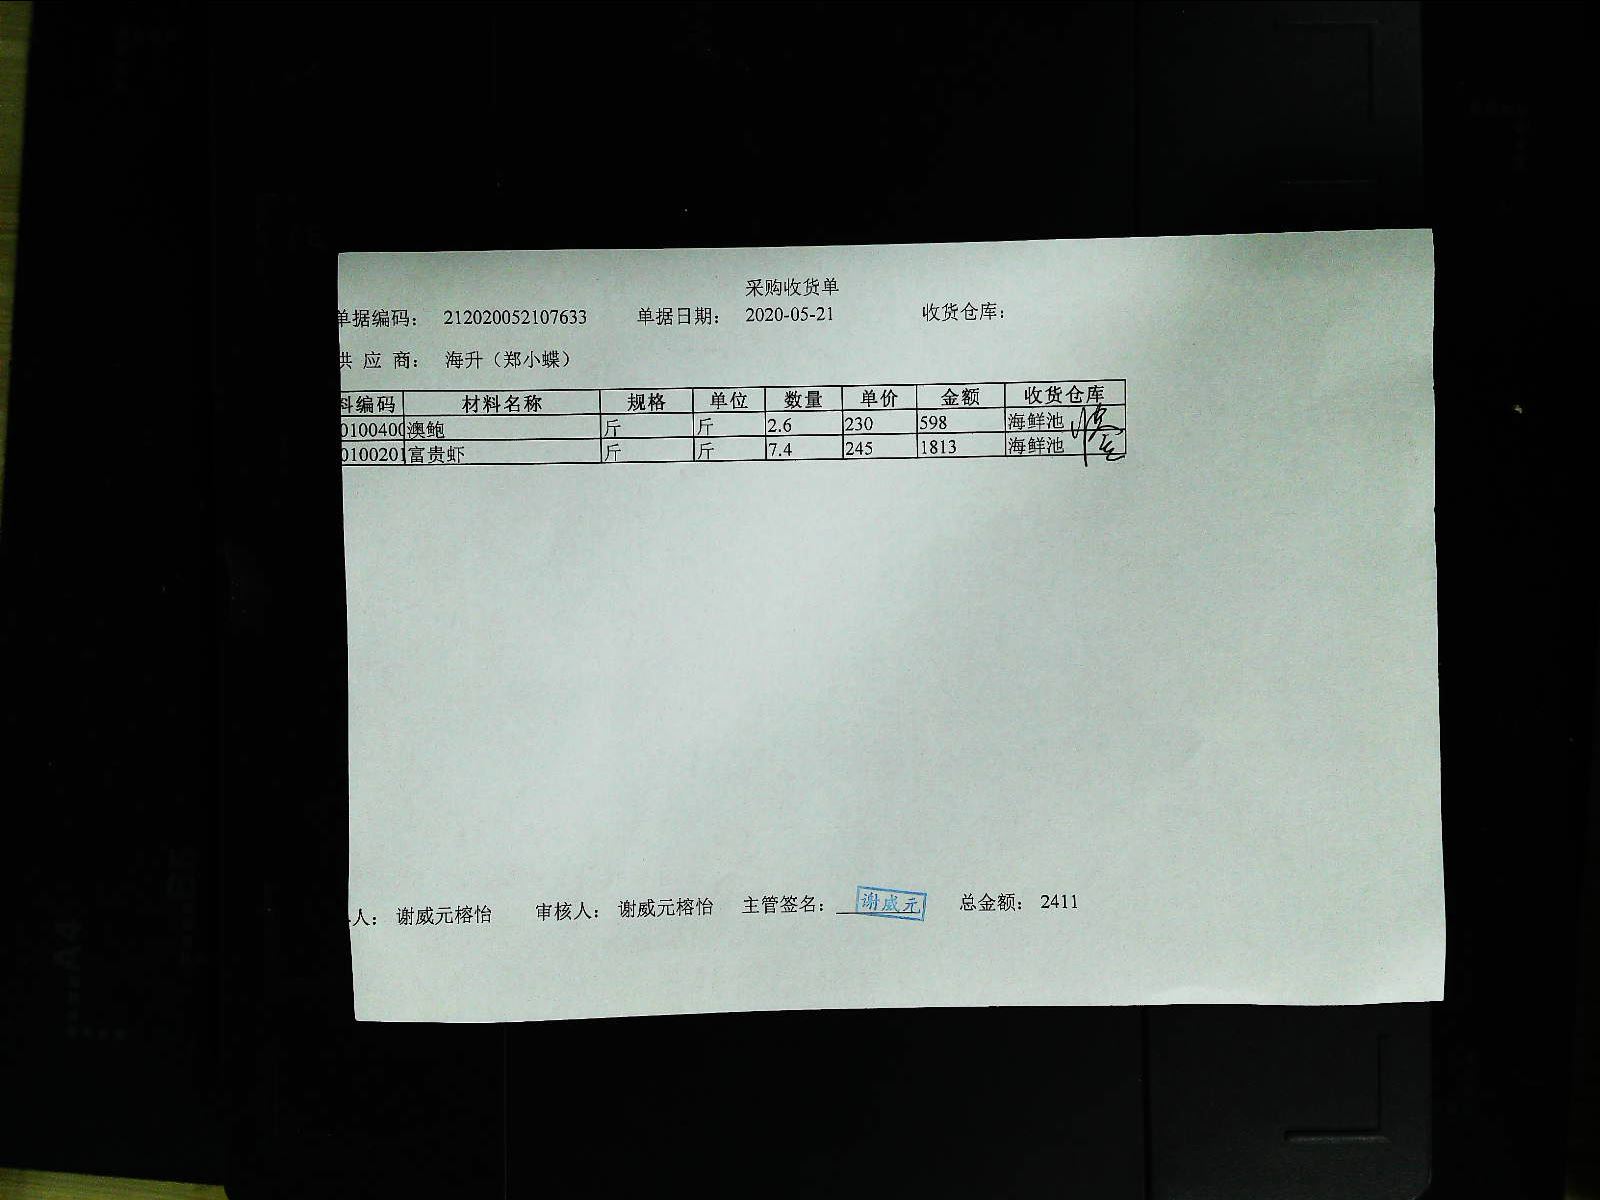 采购收货单
单据编码： 212020052107633 单据日期： 2020-05-21 收货仓库：
供 应 商： 海升（郑小蝶）
料编码 材料名称 规格 单位 数量 单价 金额 收货仓库
0100400 澳鲍 斤 斤 2.6 230 598 海鲜池
0100201 富贵虾 斤 斤 7.4 245 1813 海鲜池
人： 谢威元榕怡 审核人： 谢威元榕怡 主管签名： 谢威元 总金额： 2411